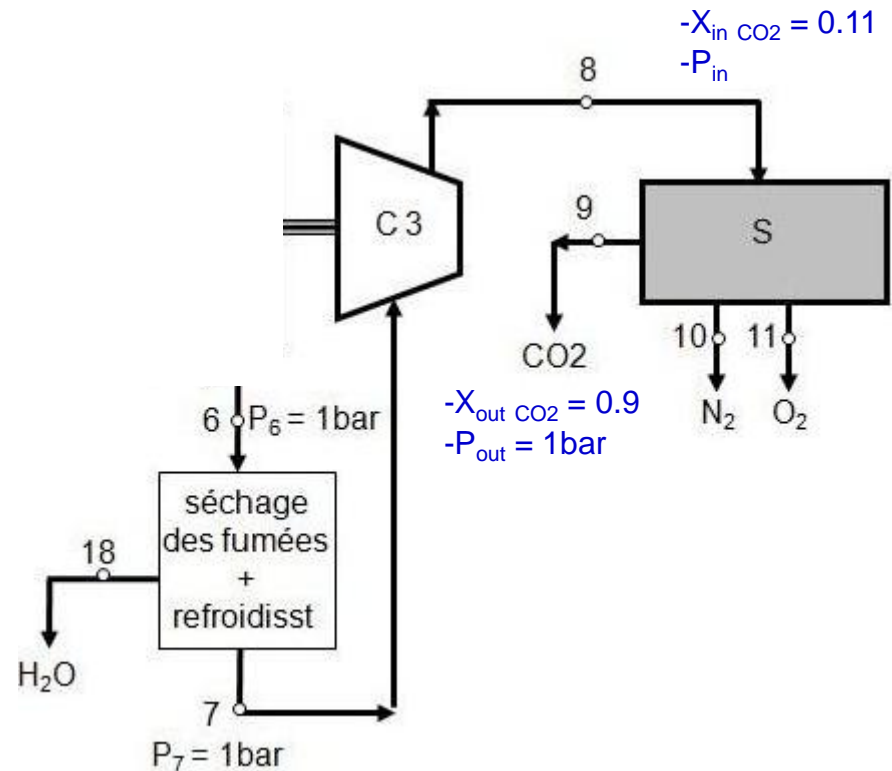 -X_in CO2 = 0.11
-P_in
8
C 3
9
S
CO2
10
11
N₂
O₂
-X_out CO2 = 0.9
-P_out = 1bar
6
P₆ = 1bar
séchage
des fumées
+
refroidisst
18
H₂O
7
P₇ = 1bar